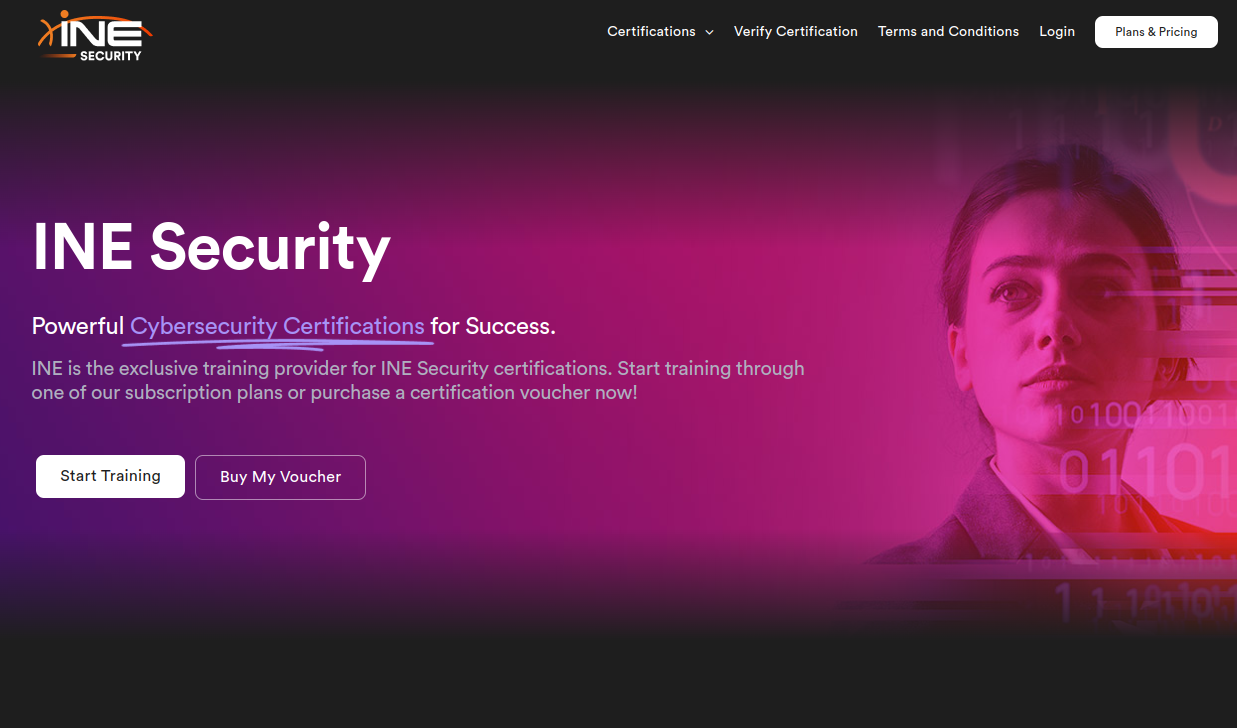 INE
SECURITY
Certifications
Verify Certification
Terms and Conditions
Login
Plans & Pricing
INE Security
Powerful Cybersecurity Certifications for Success.
INE is the exclusive training provider for INE Security certifications. Start training through
one of our subscription plans or purchase a certification voucher now!
Start Training
Buy My Voucher